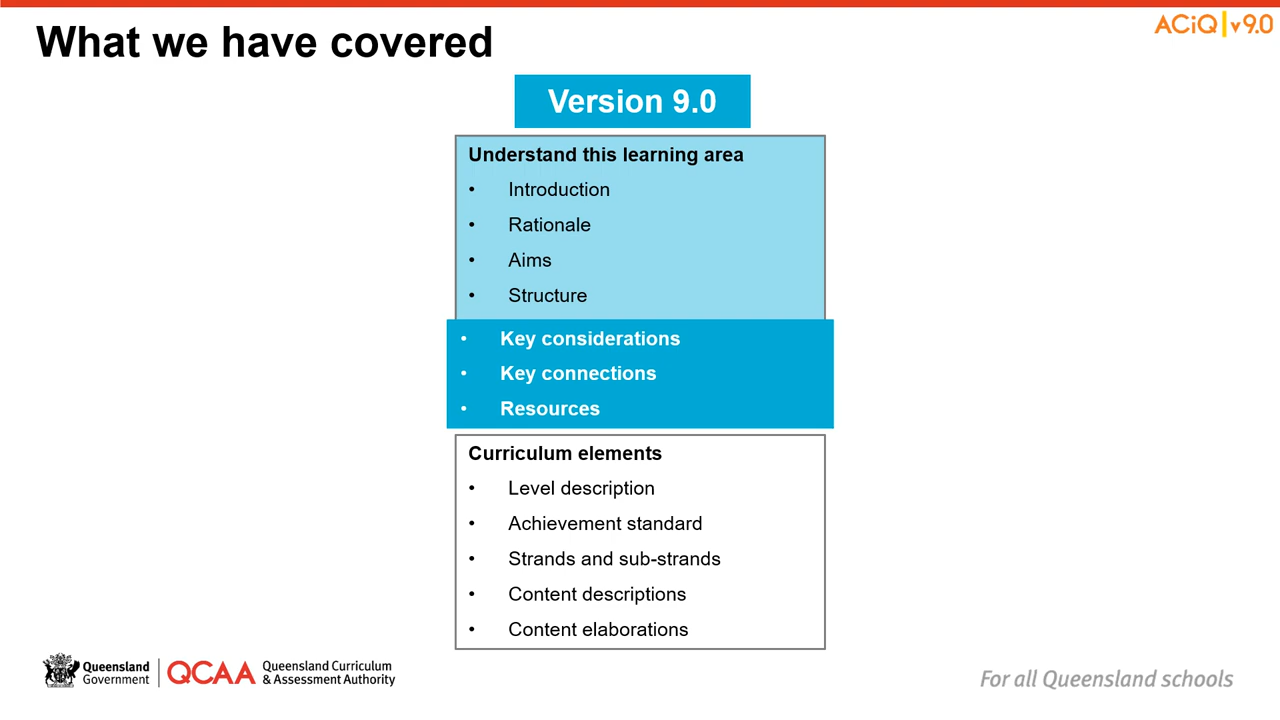 What we have covered
ACiQ v9.0
Version 9.0
Understand this learning area
• Introduction
• Rationale
• Aims
• Structure
• Key considerations
• Key connections
• Resources
Curriculum elements
• Level description
• Achievement standard
• Strands and sub-strands
• Content descriptions
• Content elaborations
Queensland
Government
QCAA
Queensland Curriculum
& Assessment Authority
For all Queensland schools